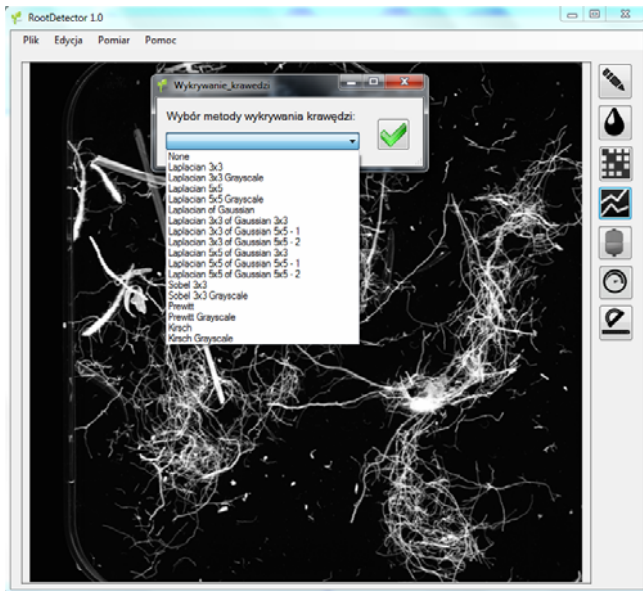 RootDetector 1.0
Plik Edycja Pomiar Pomoc
Wykrywanie_krawedzi
Wybór metody wykrywania krawędzi:
None
Laplacian 3x3
Laplacian 3x3 Grayscale
Laplacian 5x5
Laplacian 5x5 Grayscale
Laplacian of Gaussian
Laplacian 3x3 of Gaussian 3x3
Laplacian 3x3 of Gaussian 5x5 - 1
Laplacian 3x3 of Gaussian 5x5 - 2
Laplacian 5x5 of Gaussian 3x3
Laplacian 5x5 of Gaussian 5x5 - 1
Laplacian 5x5 of Gaussian 5x5 - 2
Sobel 3x3
Sobel 3x3 Grayscale
Prewitt
Prewitt Grayscale
Kirsch
Kirsch Grayscale